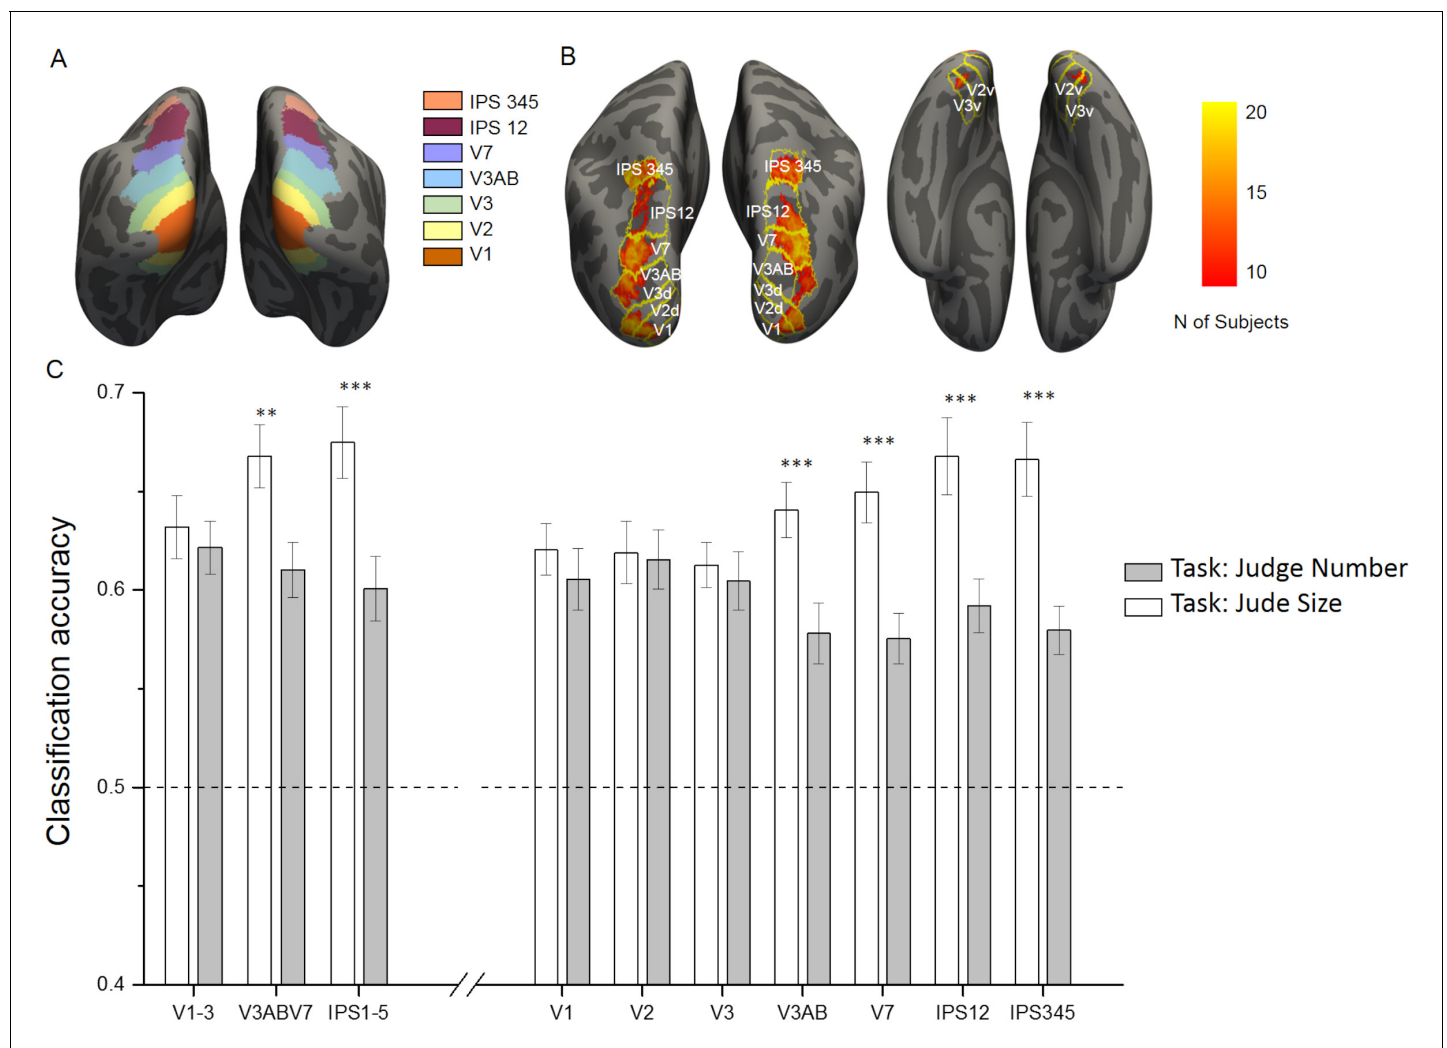 A
IPS 345
IPS 12
V7
V3AB
V3
V2
V1
B
IPS 345
IPS12
V7
V3AB
V3d
V2d
V1
IPS 345
IPS12
V7
V3AB
V3d
V2d
V1
V2v
V3v
V2v
V3v
20
15
10
N of Subjects
C
Classification accuracy
0.7
0.6
0.5
0.4
** *** *** *** *** ***
Task: Judge Number
Task: Jude Size
V1-3 V3ABV7 IPS1-5 V1 V2 V3 V3AB V7 IPS12 IPS345